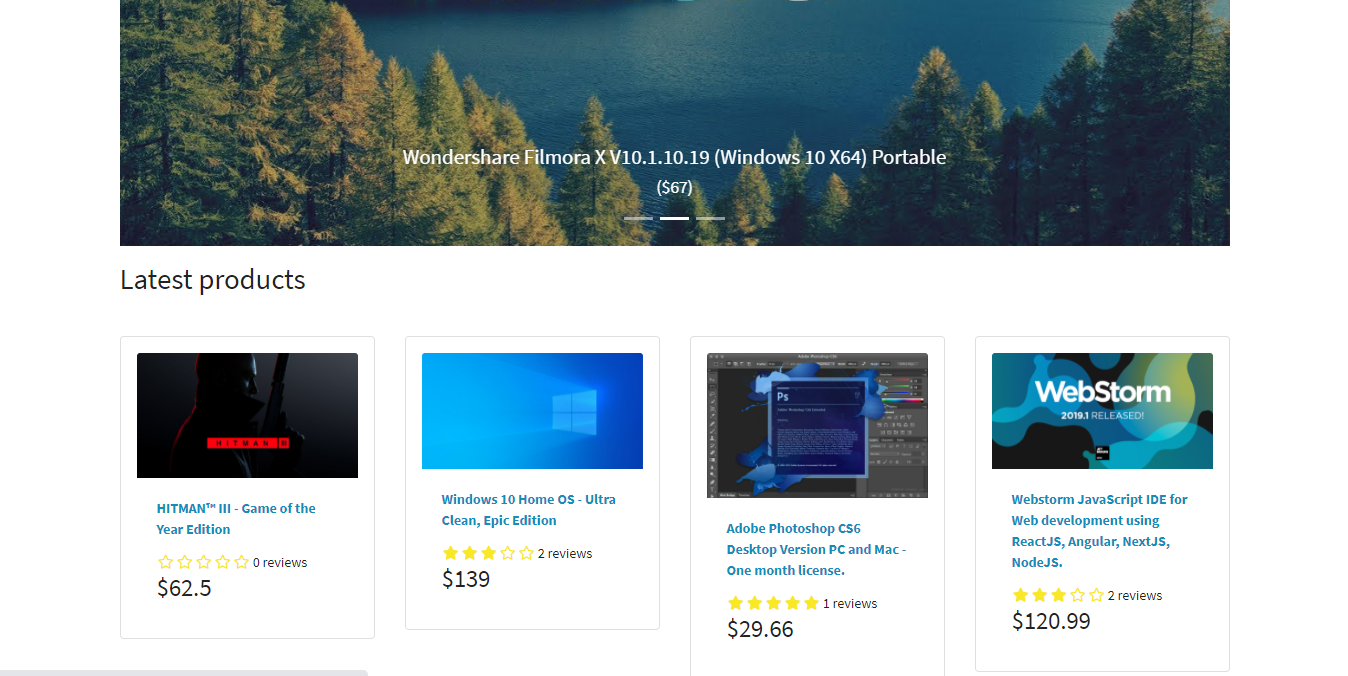 Wondershare Filmora X V10.1.10.19 (Windows 10 X64) Portable
($67)
Latest products
HITMAN III
HITMAN™ III - Game of the
Year Edition
0 reviews
$62.5
Windows 10 Home OS - Ultra
Clean, Epic Edition
2 reviews
$139
Ps
Adobe Photoshop CS6
Desktop Version PC and Mac -
One month license.
1 reviews
$29.66
WebStorm
2019.1 RELEASED!
Webstorm JavaScript IDE for
Web development using
ReactJS, Angular, NextJS,
NodeJS.
2 reviews
$120.99